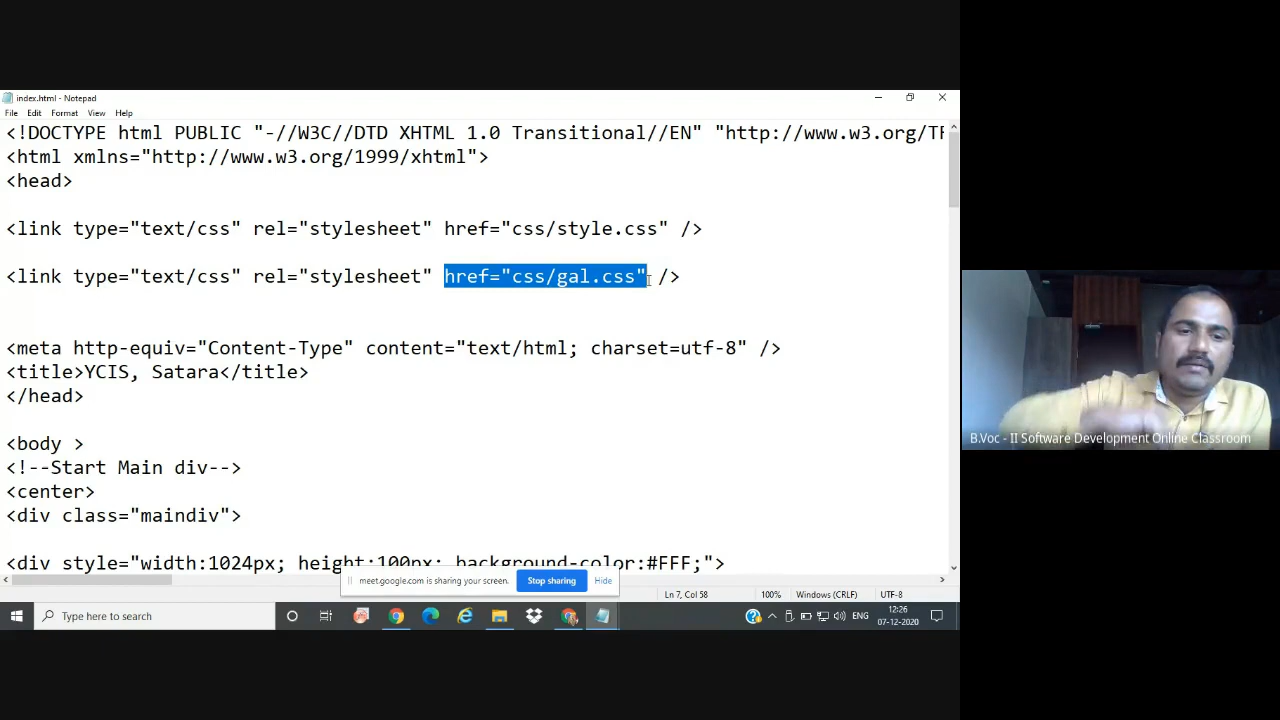 index.html - Notepad
File Edit Format View Help
<!DOCTYPE html PUBLIC "-//W3C//DTD XHTML 1.0 Transitional//EN" "http://www.w3.org/TF
<html xmlns="http://www.w3.org/1999/xhtml">
<head>
<link type="text/css" rel="stylesheet" href="css/style.css" />
<link type="text/css" rel="stylesheet" href="css/gal.css" />
<meta http-equiv="Content-Type" content="text/html; charset=utf-8" />
<title>YCIS, Satara</title>
</head>
<body >
<!--Start Main div-->
<center>
<div class="maindiv">
<div style="width:1024px; height:100px; background-color:#FFF;">
meet.google.com is sharing your screen. Stop sharing Hide
Ln 7, Col 58 100% Windows (CRLF) UTF-8
Type here to search
ENG
12:26
07-12-2020
B.Voc - II Software Development Online Classroom